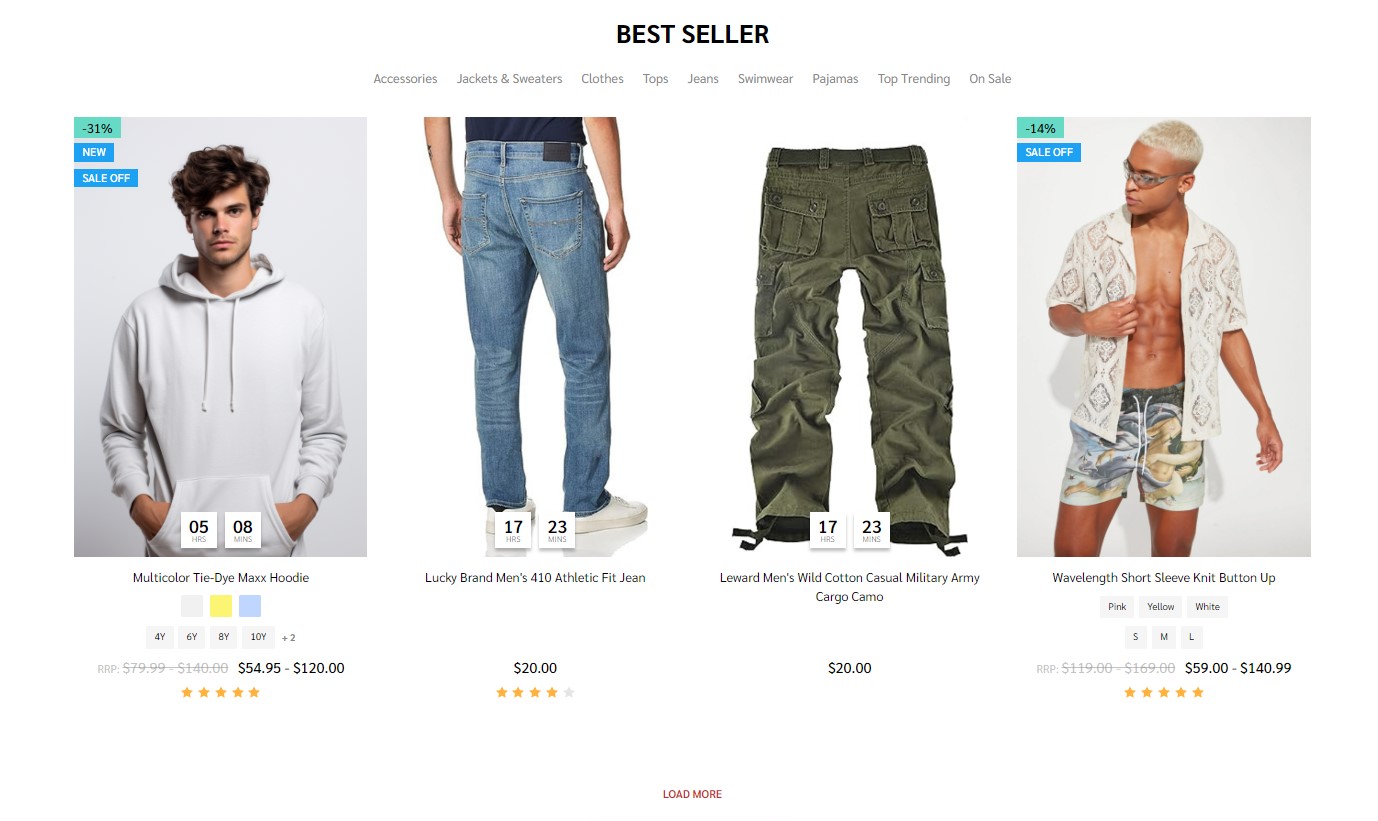 BEST SELLER
Accessories Jackets & Sweaters Clothes Tops Jeans Swimwear Pajamas Top Trending On Sale
-31%
NEW
SALE OFF
05 HRS 08 MINS
Multicolor Tie-Dye Maxx Hoodie
4Y 6Y 8Y 10Y + 2
RRP: $79.99 - $140.00 $54.95 - $120.00
17 HRS 23 MINS
Lucky Brand Men's 410 Athletic Fit Jean
$20.00
17 HRS 23 MINS
Leward Men's Wild Cotton Casual Military Army
Cargo Camo
$20.00
-14%
SALE OFF
Wavelength Short Sleeve Knit Button Up
Pink Yellow White
S M L
RRP: $119.00 - $169.00 $59.00 - $140.99
LOAD MORE